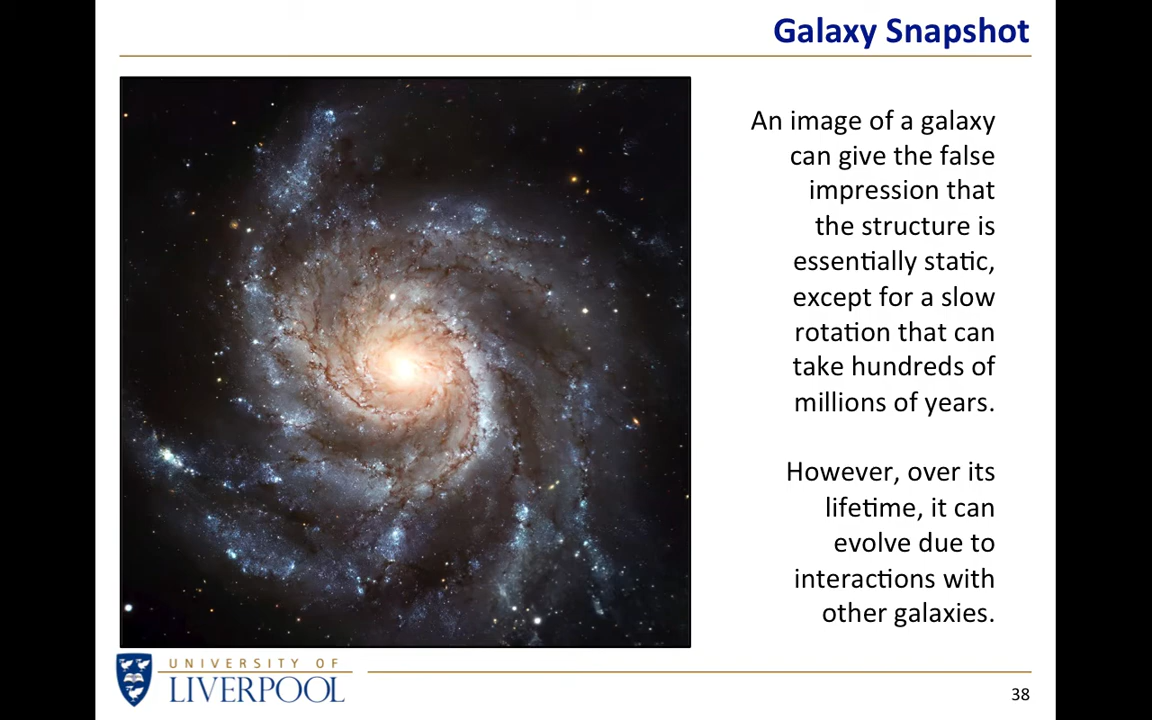 Galaxy Snapshot
An image of a galaxy
can give the false
impression that
the structure is
essentially static,
except for a slow
rotation that can
take hundreds of
millions of years.
However, over its
lifetime, it can
evolve due to
interactions with
other galaxies.
UNIVERSITY OF
LIVERPOOL
38